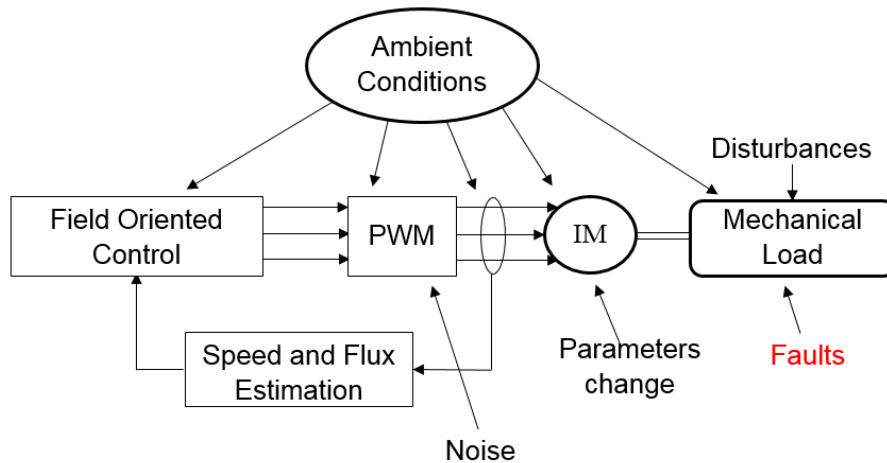 Ambient
Conditions
Disturbances
Field Oriented
Control
PWM
IM
Mechanical
Load
Speed and Flux
Estimation
Parameters
change
Faults
Noise